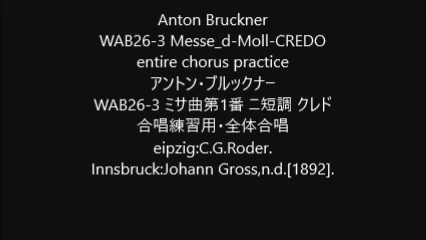 Anton Bruckner
WAB26-3 Messe_d-Moll-CREDO
entire chorus practice
アントン・ブルックナー
WAB26-3 ミサ曲第1番 ニ短調 クレド
合唱練習用・全体合唱
eipzig:C.G.Roder.
Innsbruck:Johann Gross,n.d.[1892].